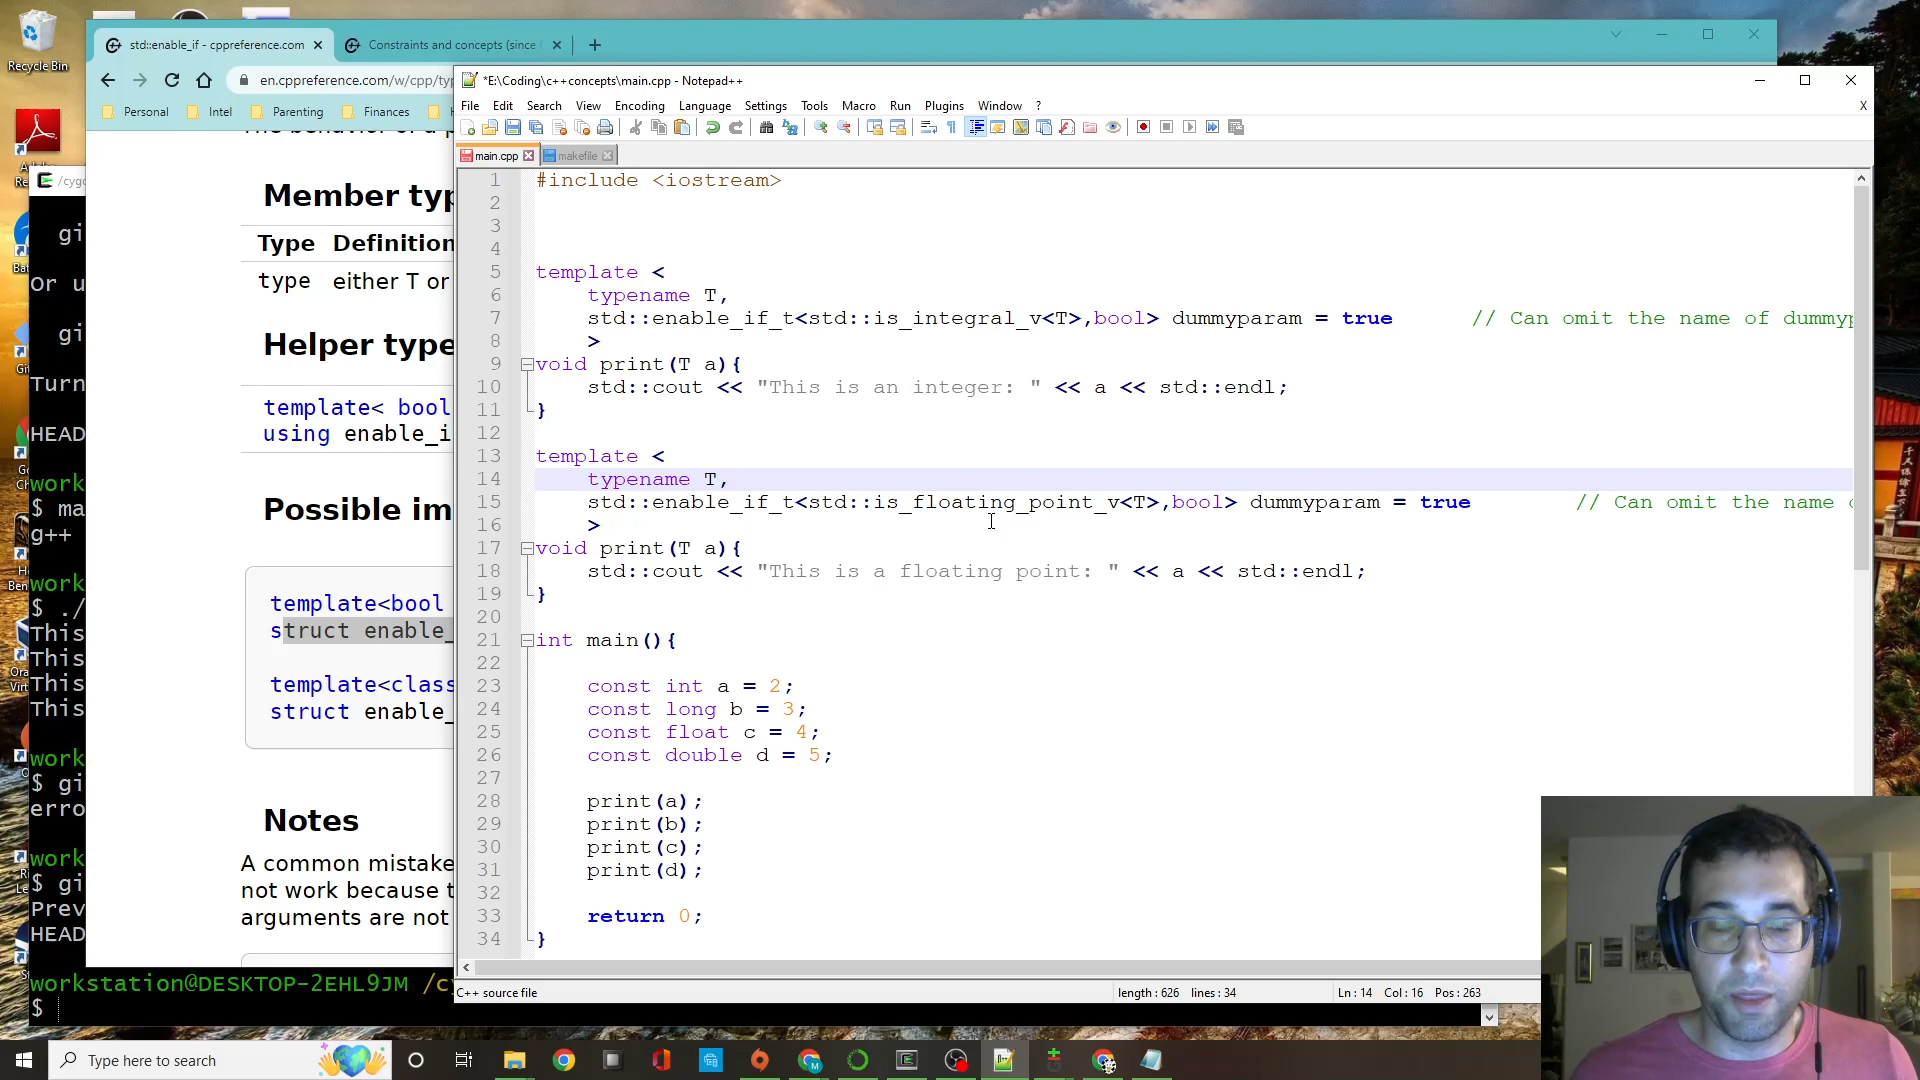 Recycle Bin
std::enable_if - cppreference.com
Constraints and concepts (since
en.cppreference.com/w/cpp/typ
Personal
Intel
Parenting
Finances
Member typ
Type Definition
type either T or
Helper type
template< bool
using enable_i
Possible im
template<bool
struct enable_
template<class
struct enable_
Notes
A common mistake
not work because t
arguments are not
/cyg
gi
or u
gi
Turn
HEAD
work
$ ma
g++
work
$ ./
This
This
This
This
work
$ gi
erro
work
$ gi
Prev
HEAD
workstation@DESKTOP-2EHL9JM /c
$
*E:\Coding\c++concepts\main.cpp - Notepad++
File Edit Search View Encoding Language Settings Tools Macro Run Plugins Window ?
X
main.cpp
makefile
1 #include <iostream>
2
3
4
5 template <
6 typename T,
7 std::enable_if_t<std::is_integral_v<T>,bool> dummyparam = true // Can omit the name of dummyp
8 >
9 void print(T a){
10 std::cout << "This is an integer: " << a << std::endl;
11 }
12
13 template <
14 typename T,
15 std::enable_if_t<std::is_floating_point_v<T>,bool> dummyparam = true // Can omit the name
16 >
17 void print(T a){
18 std::cout << "This is a floating point: " << a << std::endl;
19 }
20
21 int main(){
22
23 const int a = 2;
24 const long b = 3;
25 const float c = 4;
26 const double d = 5;
27
28 print(a);
29 print(b);
30 print(c);
31 print(d);
32
33 return 0;
34 }
C++ source file
length : 626 lines : 34
Ln : 14 Col : 16 Pos : 263
Type here to search